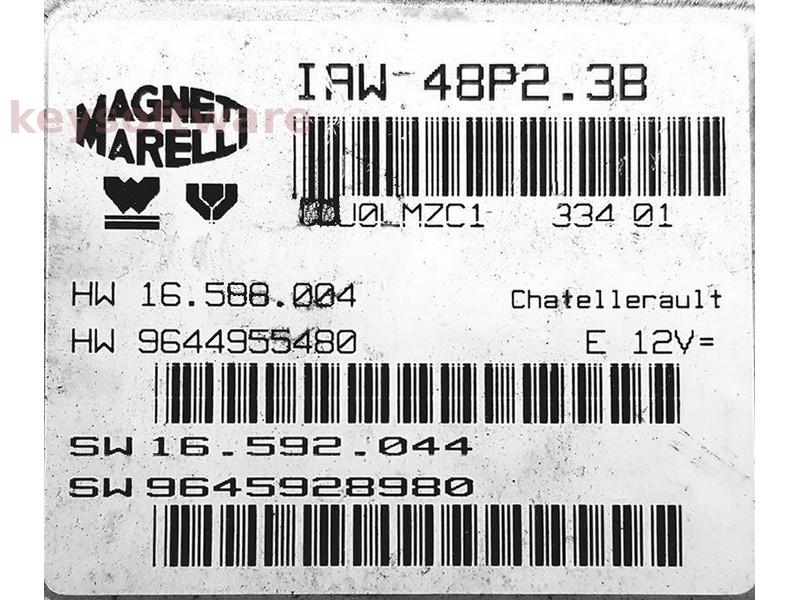 IAW-48P2.3B
MAGNETI
MARELLI
keysoftware
J0LMZC1 334 01
HW 16.588.004 Chatellerault
HW 9644955480 E 12V=
SW 16.592.044
SW 9645928980